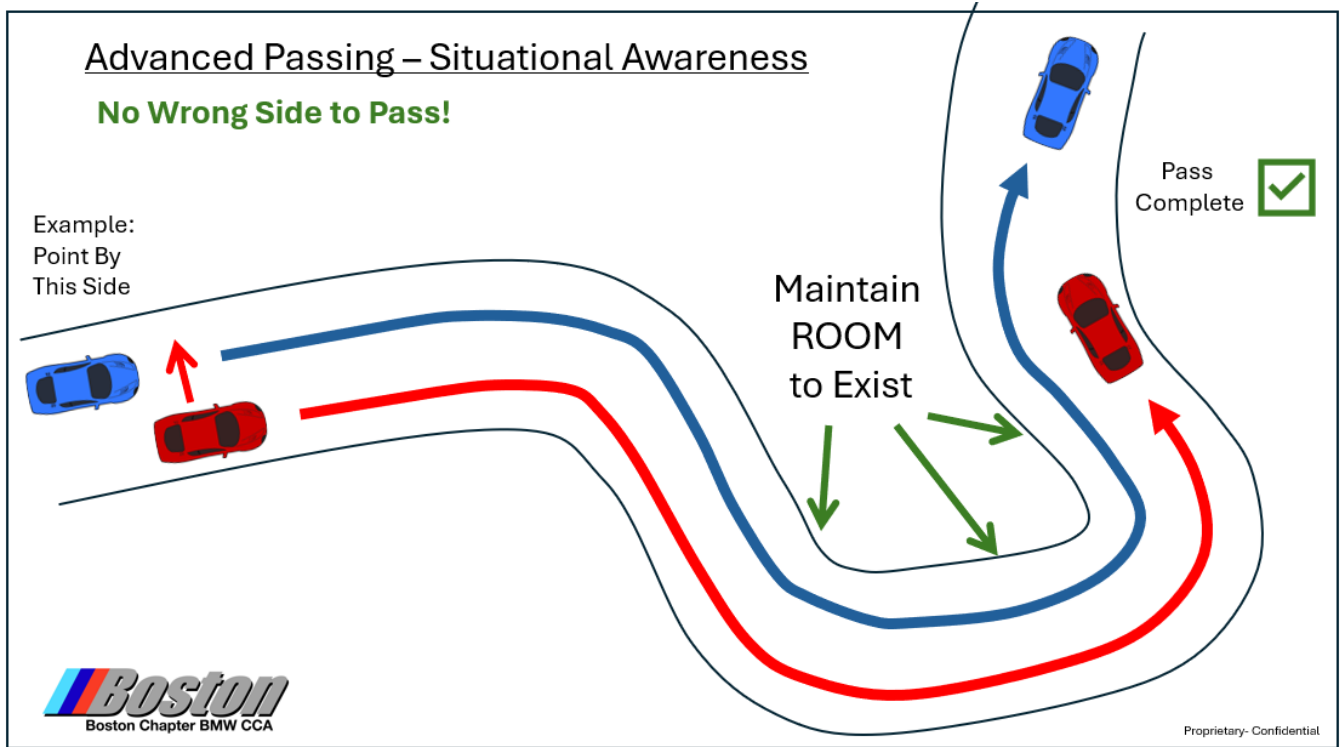 Advanced Passing – Situational Awareness
No Wrong Side to Pass!
Example:
Point By
This Side
Maintain
ROOM
to Exist
Pass
Complete
Boston
Boston Chapter BMW CCA
Proprietary- Confidential